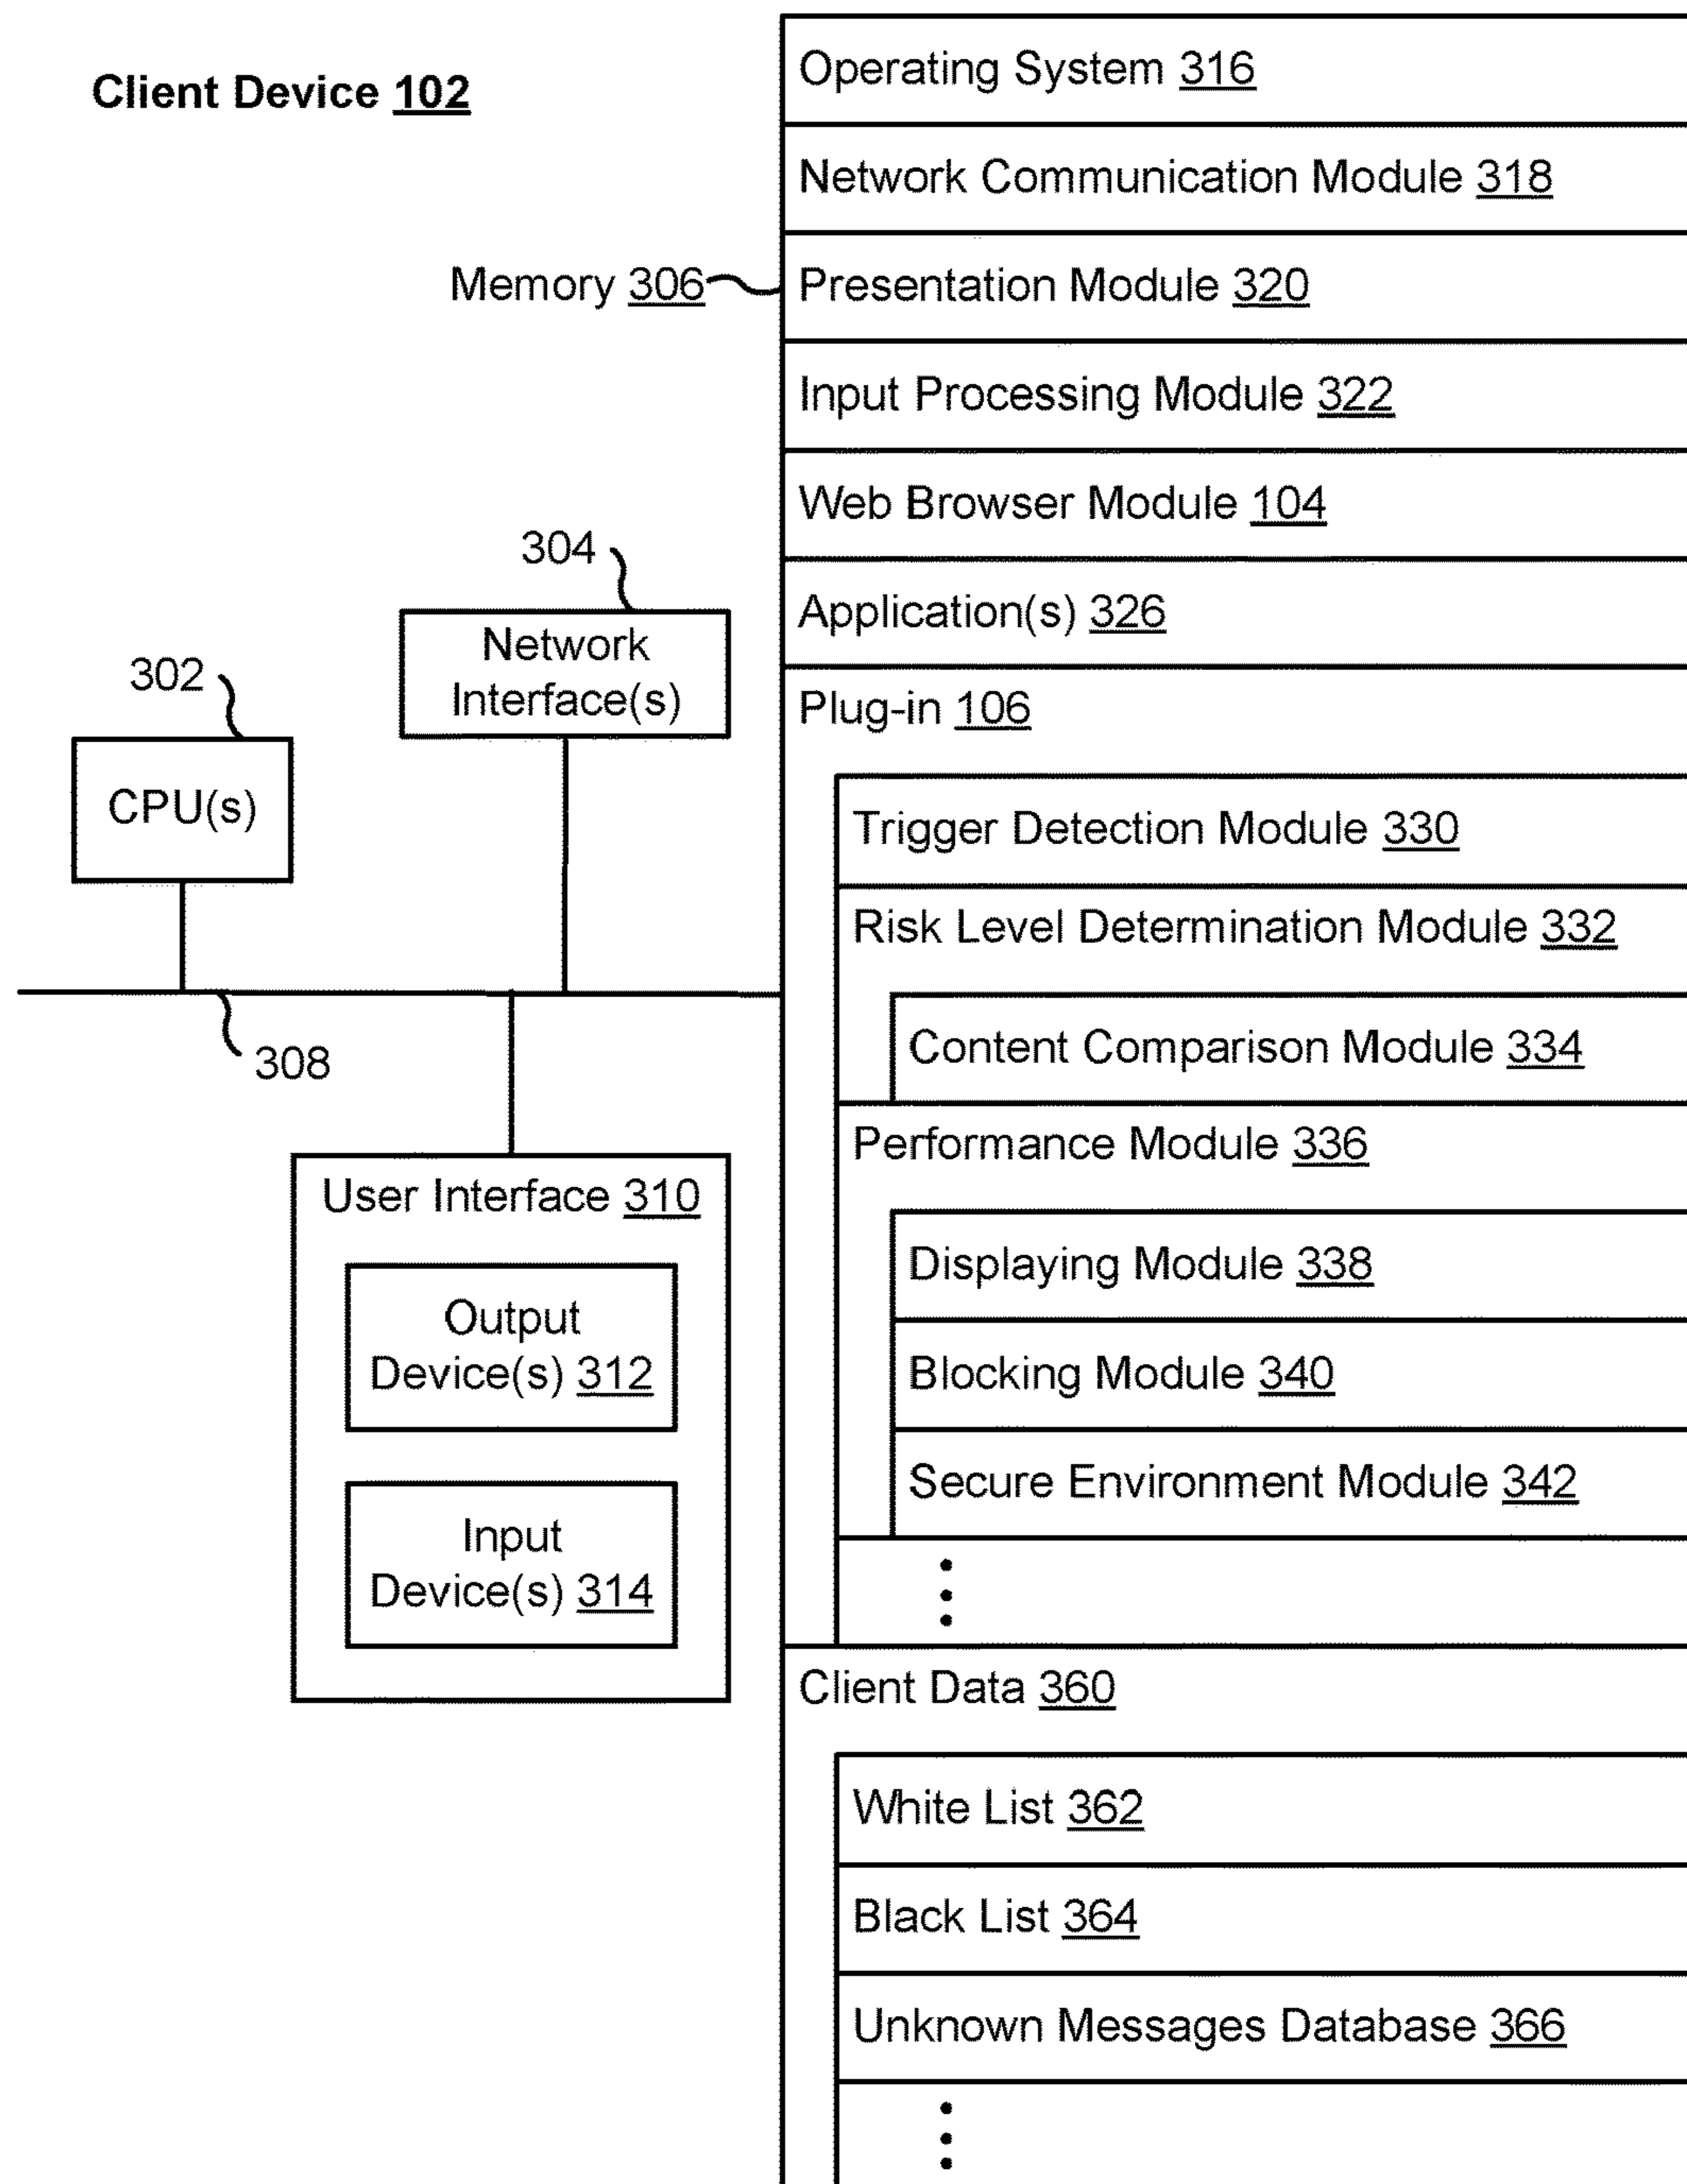 Client Device 102
Operating System 316
Network Communication Module 318
Memory 306
Presentation Module 320
Input Processing Module 322
Web Browser Module 104
Application(s) 326
304
Network
Interface(s)
302
CPU(s)
308
User Interface 310
Output
Device(s) 312
Input
Device(s) 314
Plug-in 106
Trigger Detection Module 330
Risk Level Determination Module 332
Content Comparison Module 334
Performance Module 336
Displaying Module 338
Blocking Module 340
Secure Environment Module 342
Client Data 360
White List 362
Black List 364
Unknown Messages Database 366